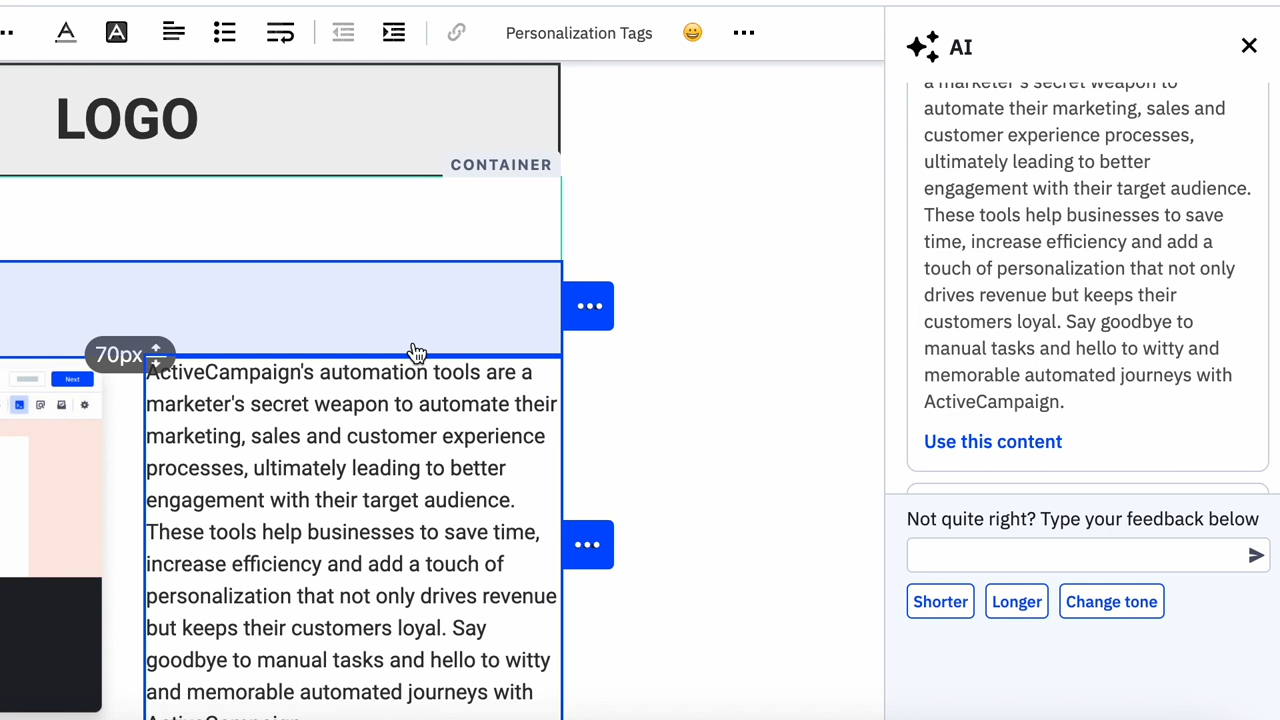 Personalization Tags
LOGO
CONTAINER
70px
Next
ActiveCampaign's automation tools are a
marketer's secret weapon to automate their
marketing, sales and customer experience
processes, ultimately leading to better
engagement with their target audience.
These tools help businesses to save time,
increase efficiency and add a touch of
personalization that not only drives revenue
but keeps their customers loyal. Say
goodbye to manual tasks and hello to witty
and memorable automated journeys with
ActiveCampaign.
AI
a marketer's secret weapon to
automate their marketing, sales and
customer experience processes,
ultimately leading to better
engagement with their target audience.
These tools help businesses to save
time, increase efficiency and add a
touch of personalization that not only
drives revenue but keeps their
customers loyal. Say goodbye to
manual tasks and hello to witty and
memorable automated journeys with
ActiveCampaign.
Use this content
Not quite right? Type your feedback below
Shorter
Longer
Change tone